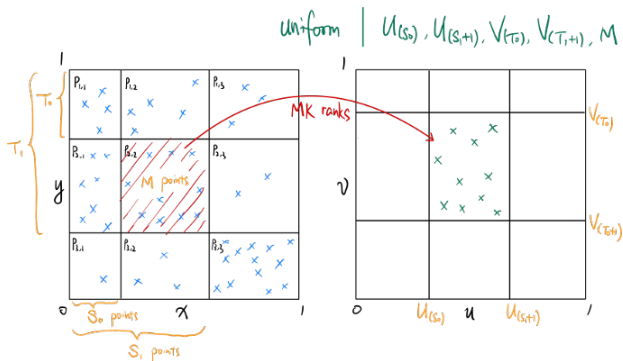 uniform | U(S₀), U(S₁+1), V(T₀), V(T₁+1), M
1
P1.1
P1.2
P1.3
T₀
T₁
MK ranks
P2.1
P2.2
P2.3
M points
y
P3.1
P3.2
P3.3
0
x
1
S₀ points
S₁ points
1
V(T₀)
v
V(T₀+1)
0
U(S₀)
u
U(S₁+1)
1